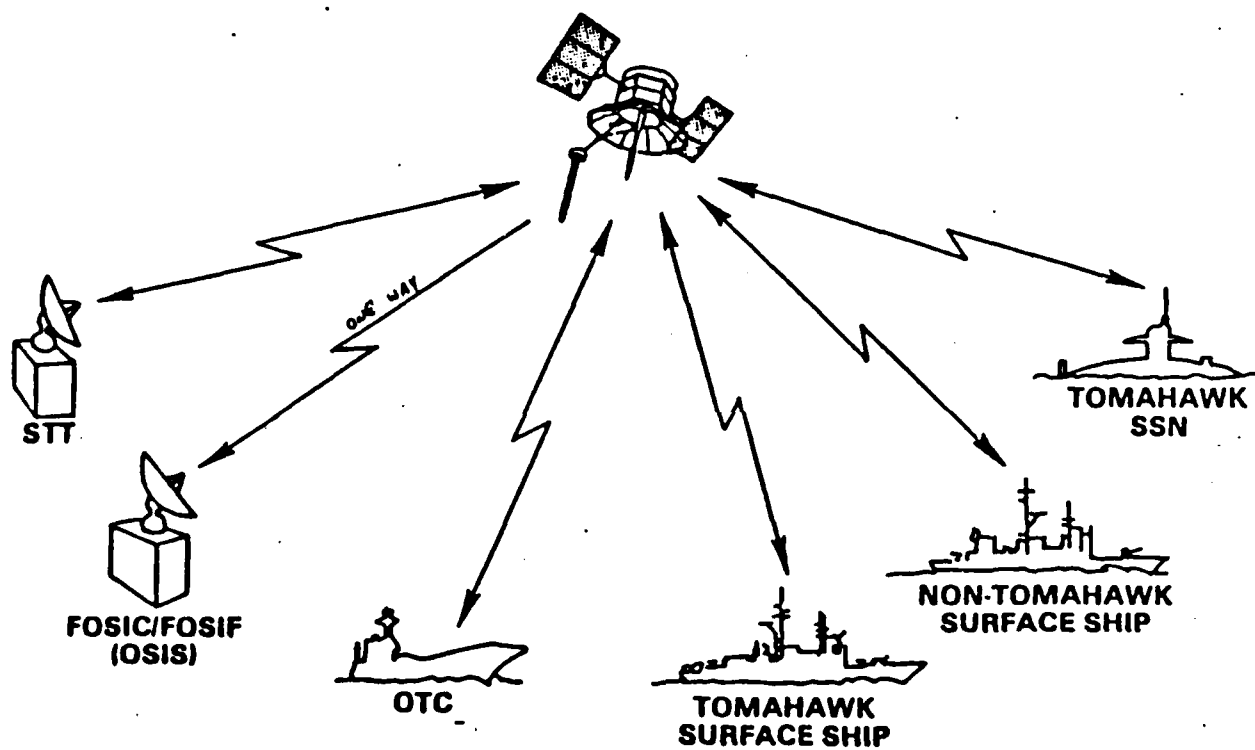 ONE WAY
STT
FOSIC/FOSIF
(OSIS)
OTC
TOMAHAWK
SURFACE SHIP
NON-TOMAHAWK
SURFACE SHIP
TOMAHAWK
SSN